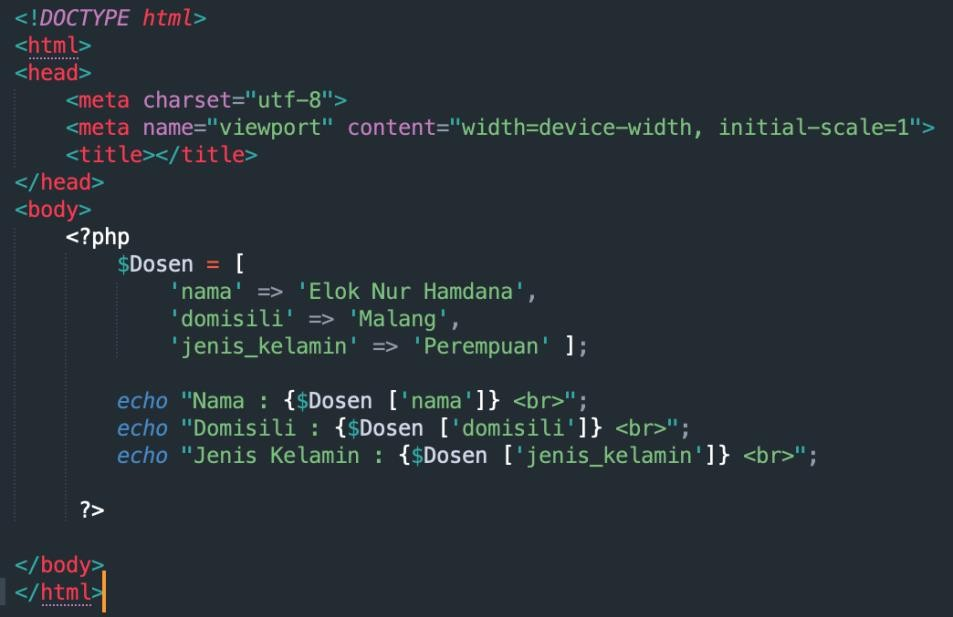 <!DOCTYPE html>
<html>
<head>
    <meta charset="utf-8">
    <meta name="viewport" content="width=device-width, initial-scale=1">
    <title></title>
</head>
<body>
    <?php
        $Dosen = [
            'nama' => 'Elok Nur Hamdana',
            'domisili' => 'Malang',
            'jenis_kelamin' => 'Perempuan' ];
        echo "Nama : {$Dosen ['nama']} <br>";
        echo "Domisili : {$Dosen ['domisili']} <br>";
        echo "Jenis Kelamin : {$Dosen ['jenis_kelamin']} <br>";
     ?>
</body>
</html>